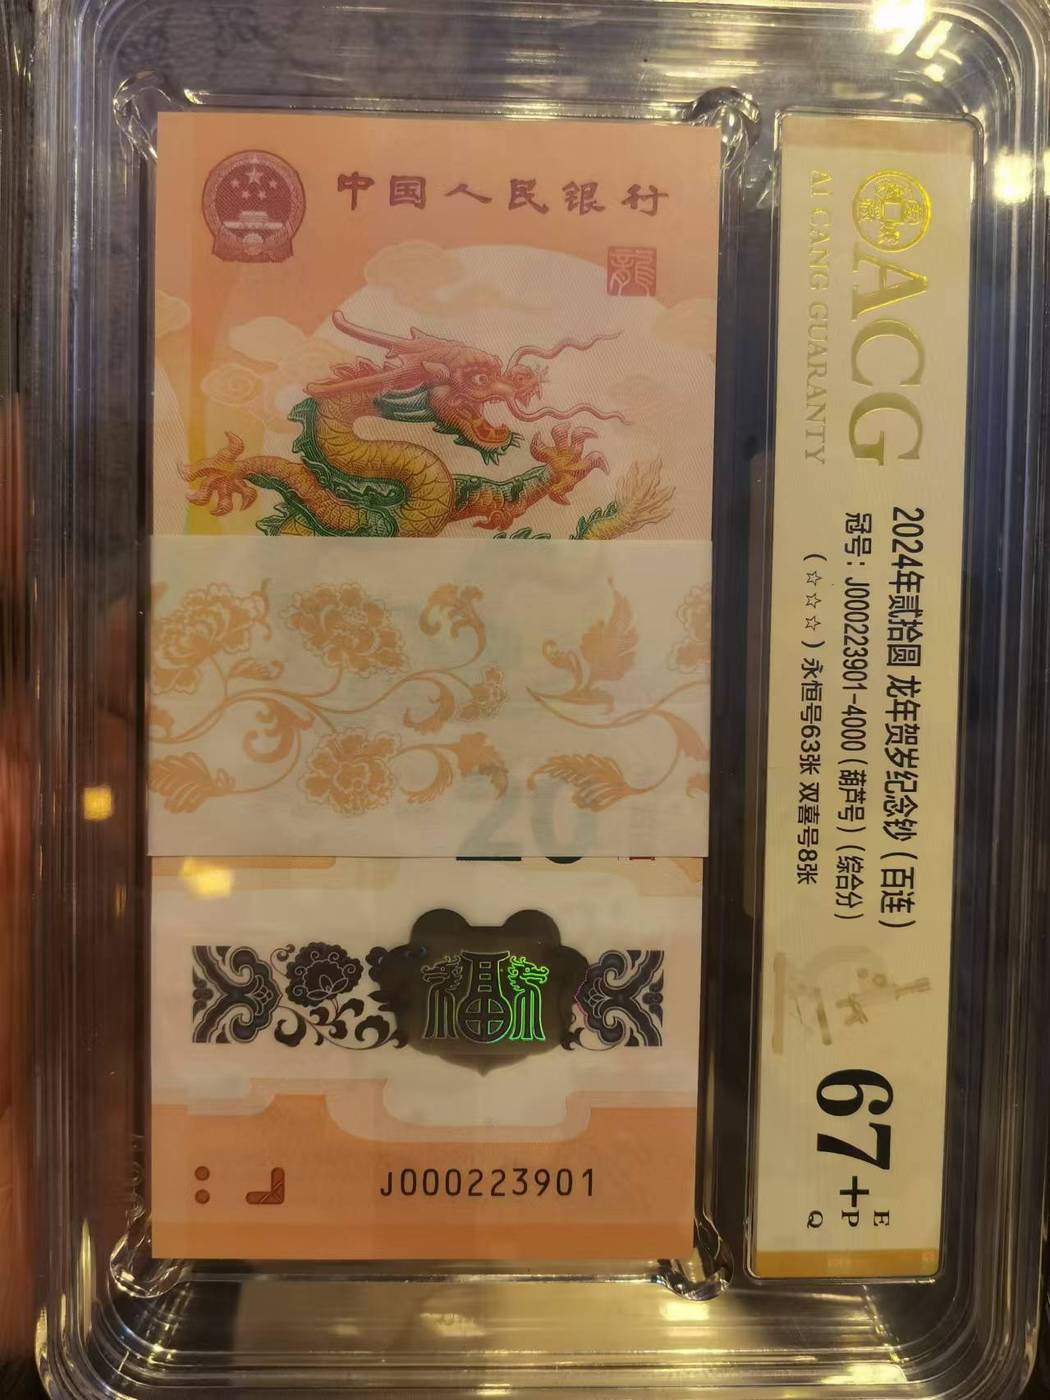 中国人民银行
龍
20
福
J000223901
ACG
AI CANG GUARANTY
2024年贰拾圆 龙年贺岁纪念钞（百连）
冠号：J000223901-4000（葫芦号）（综合分）
（☆☆☆）永恒号63张 双喜号8张
67+
E
P
Q